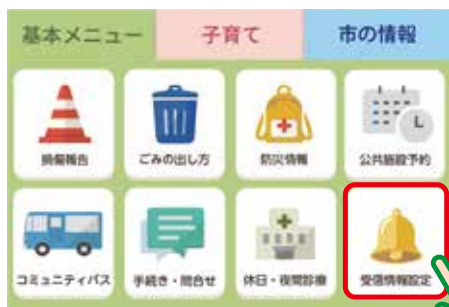 基本メニュー
子育て
市の情報
損傷報告
ごみの出し方
防災情報
公共施設予約
コミュニティバス
手続き・問合せ
休日・夜間診療
受信情報設定